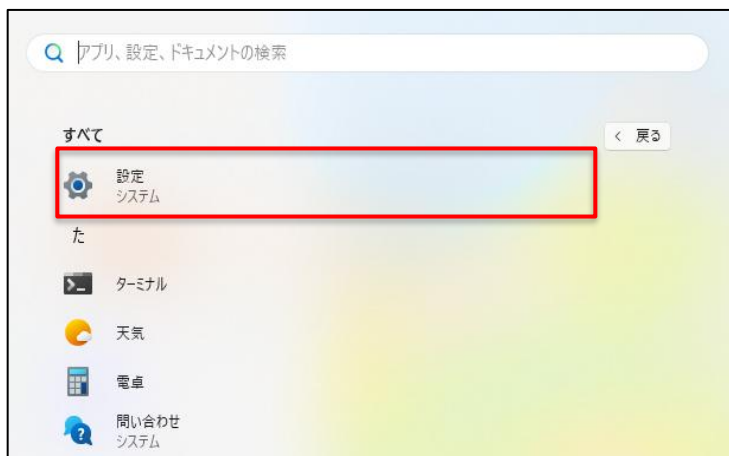 アプリ、設定、ドキュメントの検索
すべて
< 戻る
設定
システム
た
ターミナル
天気
電卓
問い合わせ
システム